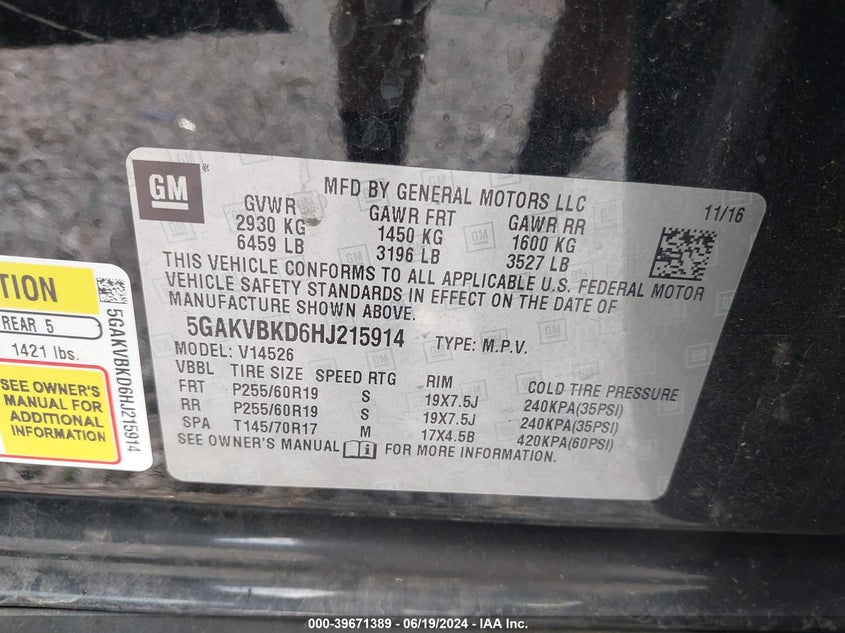 GM
MFD BY GENERAL MOTORS LLC
11/16
GVWR GAWR FRT GAWR RR
2930 KG 1450 KG 1600 KG
6459 LB 3196 LB 3527 LB
THIS VEHICLE CONFORMS TO ALL APPLICABLE U.S. FEDERAL MOTOR
VEHICLE SAFETY STANDARDS IN EFFECT ON THE DATE OF
MANUFACTURE SHOWN ABOVE.
5GAKVBKD6HJ215914 TYPE: M.P.V.
MODEL: V14526
VBBL TIRE SIZE SPEED RTG RIM COLD TIRE PRESSURE
FRT P255/60R19 S 19X7.5J 240KPA(35PSI)
RR P255/60R19 S 19X7.5J 240KPA(35PSI)
SPA T145/70R17 M 17X4.5B 420KPA(60PSI)
SEE OWNER'S MANUAL FOR MORE INFORMATION.
TION
REAR 5
1421 lbs.
SEE OWNER'S
MANUAL FOR
ADDITIONAL
INFORMATION
5GAKVBKD6HJ215914
000-39671389 - 06/19/2024 - IAA Inc.